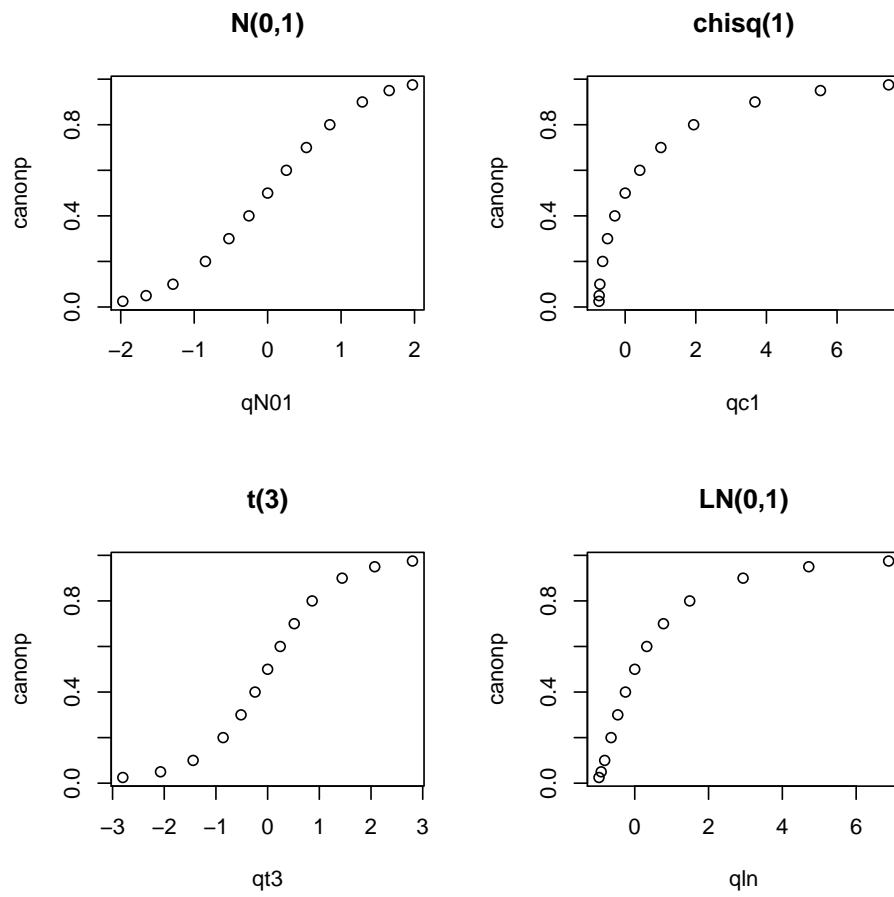 N(0,1)
canonp
0.0 0.4 0.8
−2 −1 0 1 2
qN01
chisq(1)
canonp
0.0 0.4 0.8
0 2 4 6
qc1
t(3)
canonp
0.0 0.4 0.8
−3 −2 −1 0 1 2 3
qt3
LN(0,1)
canonp
0.0 0.4 0.8
0 2 4 6
qln